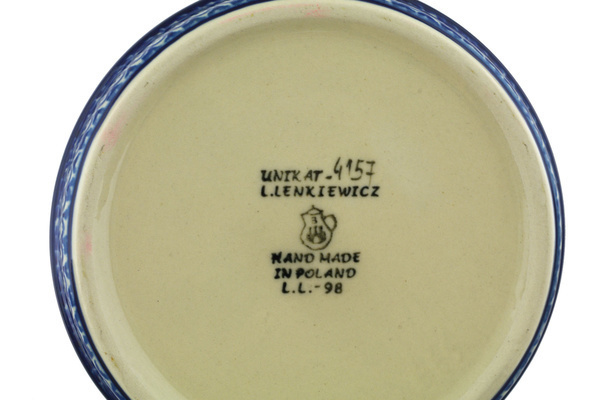 UNIKAT-4157
L.LENKIEWICZ
HAND MADE
IN POLAND
L.L.-98